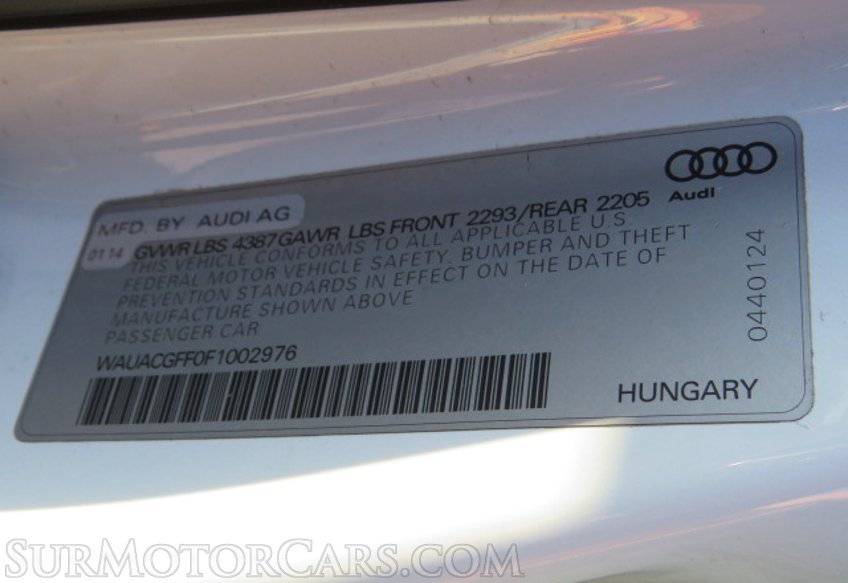 Audi
MFD. BY AUDI AG
01 14 GVWR LBS 4387GAWR LBS FRONT 2293/REAR 2205
THIS VEHICLE CONFORMS TO ALL APPLICABLE U.S
FEDERAL MOTOR VEHICLE SAFETY, BUMPER AND THEFT
PREVENTION STANDARDS IN EFFECT ON THE DATE OF
MANUFACTURE SHOWN ABOVE
PASSENGER CAR
WAUACGFF0F1002976
HUNGARY
0440124
SURMOTORCARS.COM